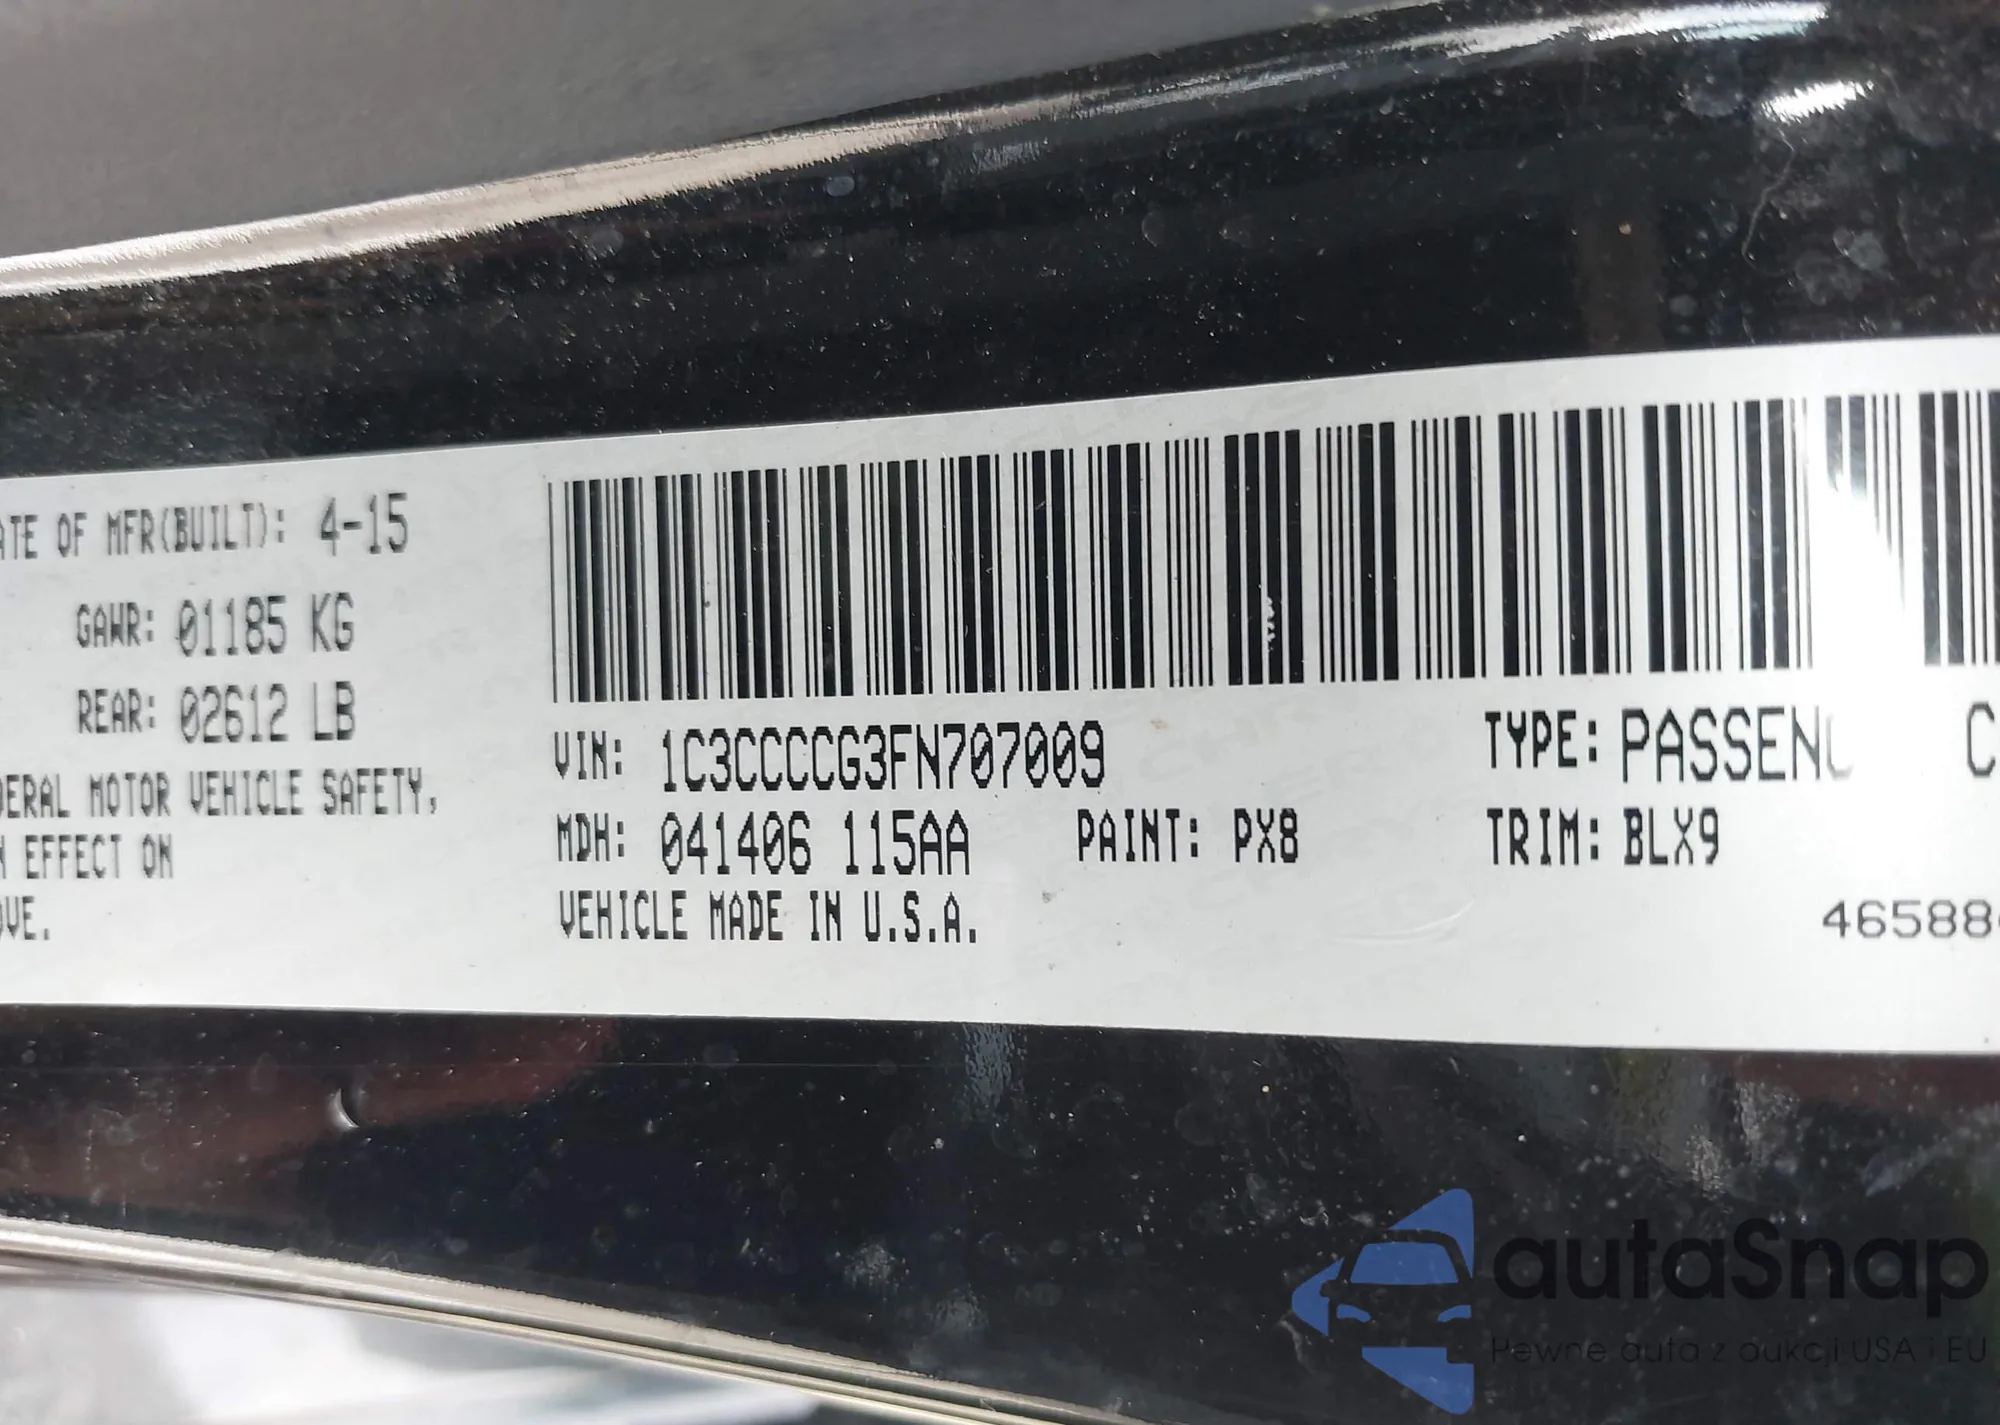 ATE OF MFR(BUILT): 4-15
GAWR: 01185 KG
REAR: 02612 LB
DERAL MOTOR VEHICLE SAFETY,
N EFFECT ON
OVE.
VIN: 1C3CCCCG3FN707009
TYPE: PASSENG C
MDH: 041406 115AA
PAINT: PX8
TRIM: BLX9
VEHICLE MADE IN U.S.A.
46588
autaSnap
Pewne auta z aukcji USA i EU